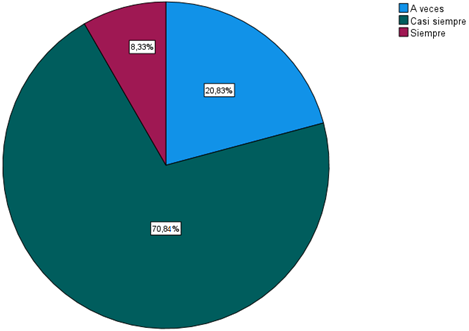 A veces
Casi siempre
Siempre
8,33%
20,83%
70,84%